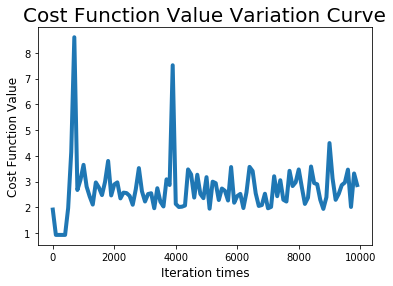 Cost Function Value Variation Curve
Cost Function Value
8
7
6
5
4
3
2
1
0 2000 4000 6000 8000 10000
Iteration times